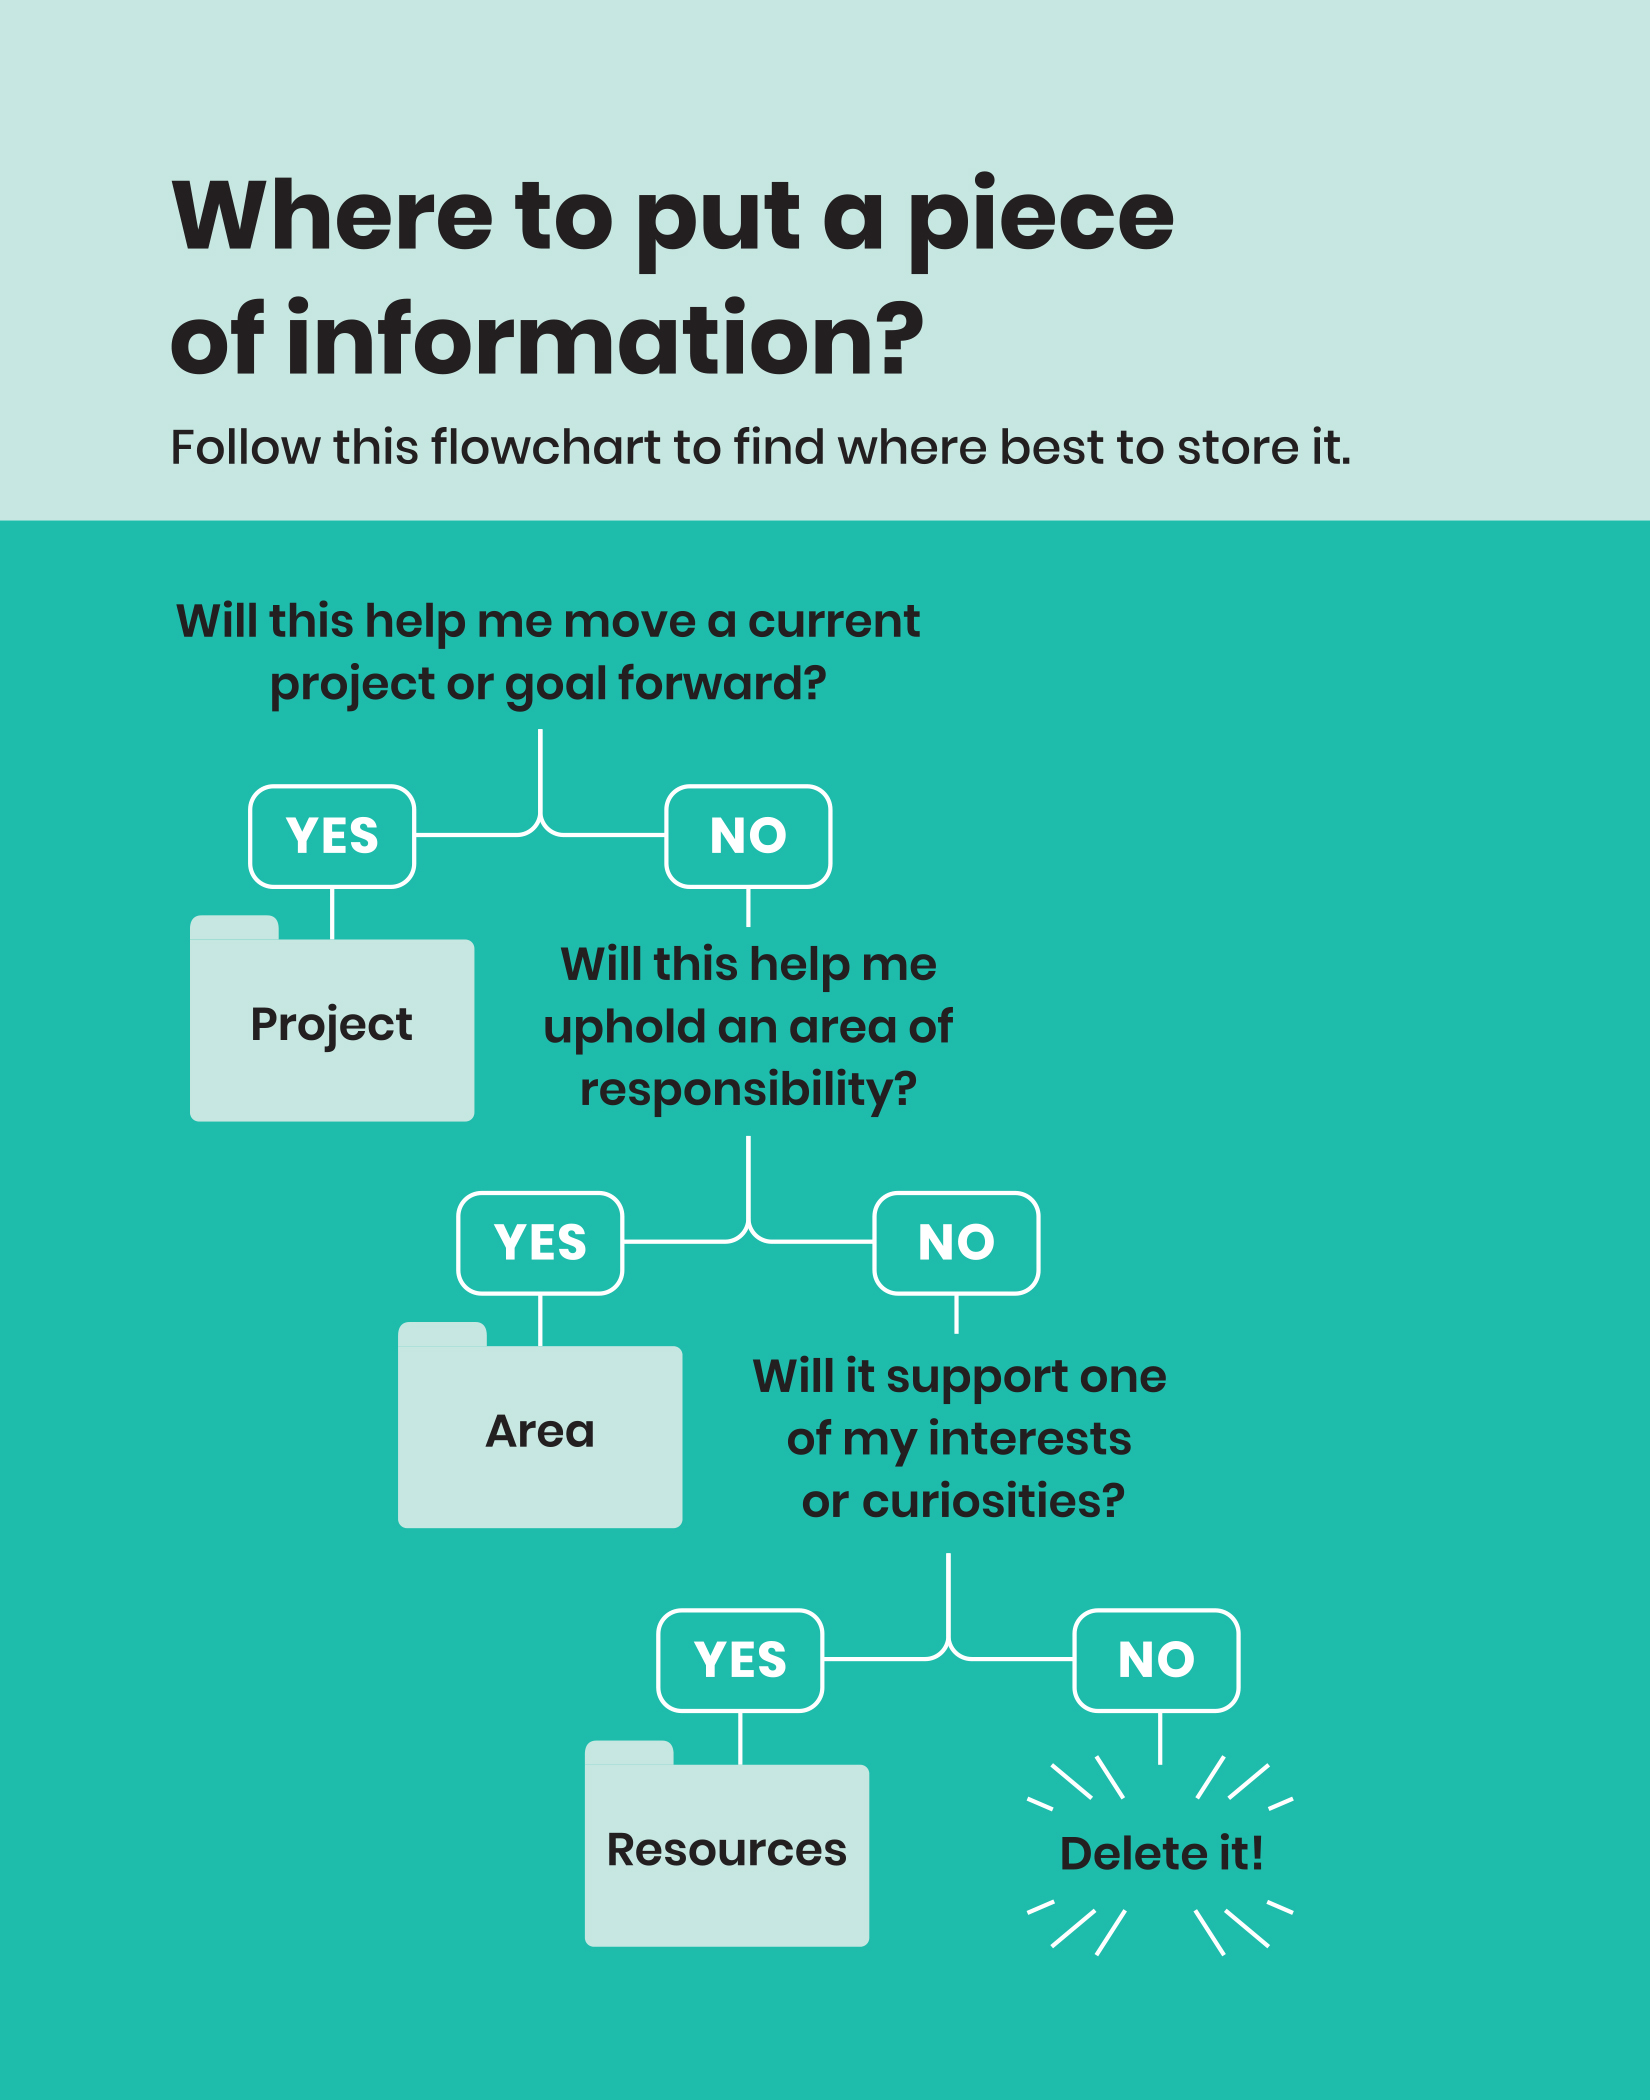 Where to put a piece
of information?
Follow this flowchart to find where best to store it.
Will this help me move a current
project or goal forward?
YES
NO
Project
Will this help me
uphold an area of
responsibility?
YES
NO
Area
Will it support one
of my interests
or curiosities?
YES
NO
Resources
Delete it!